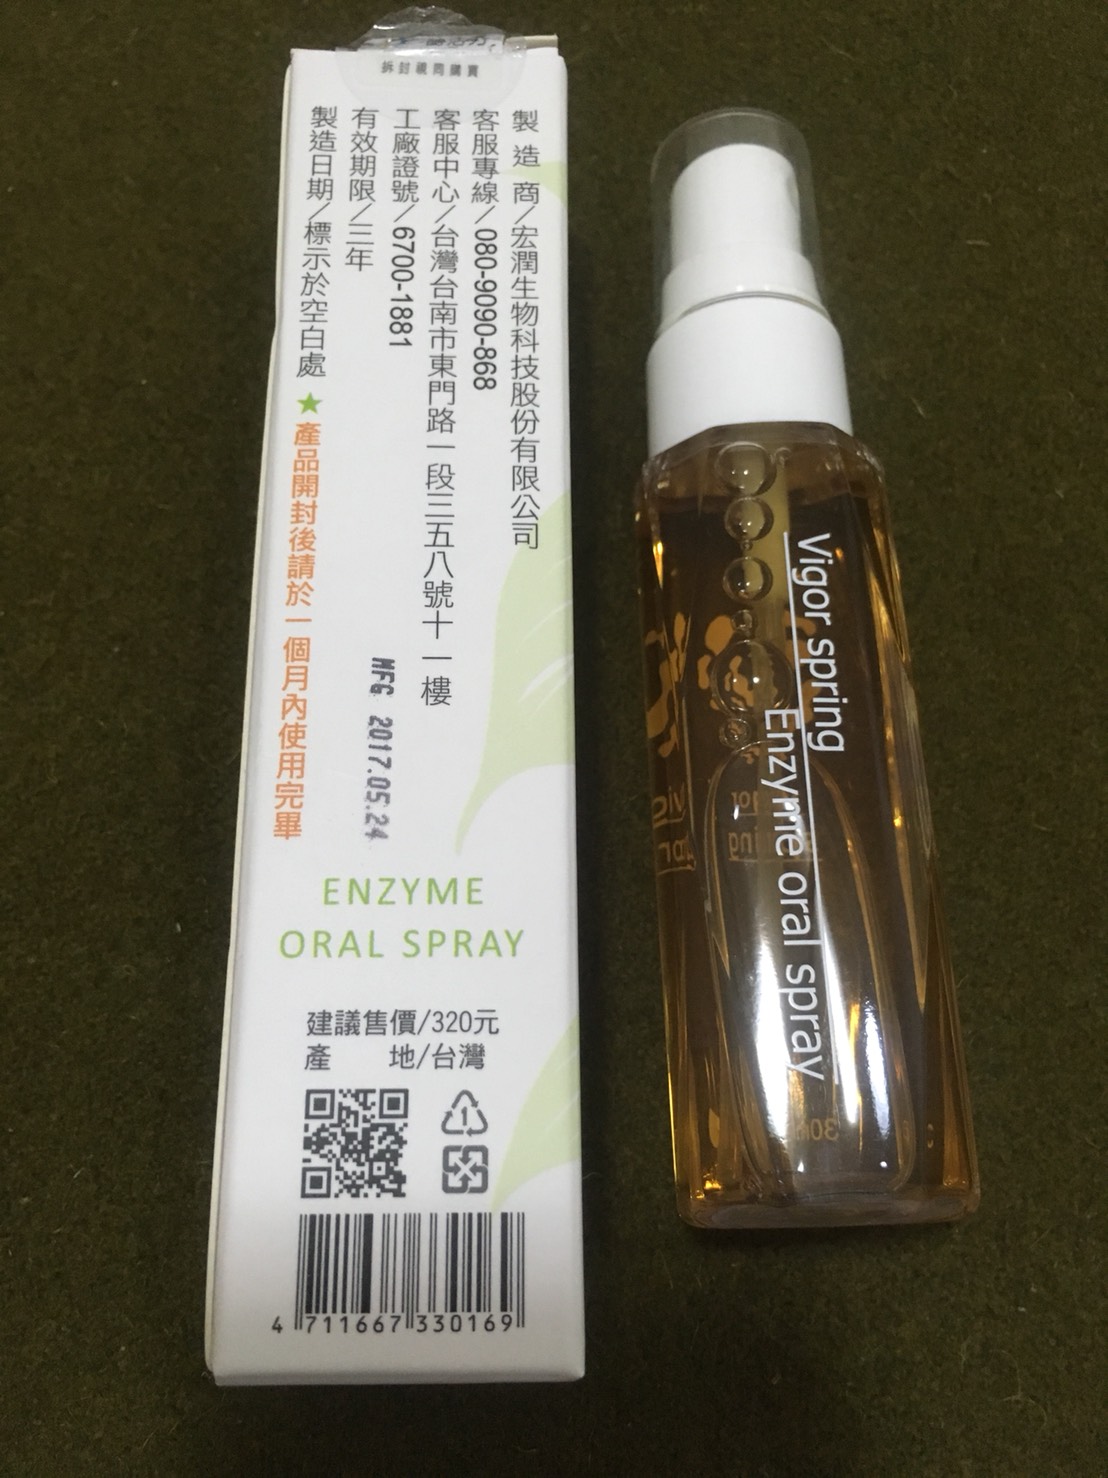 拆封視同購買
製造商/宏潤生物科技股份有限公司
客服專線/080-9090-868
客服中心/台灣台南市東門路一段三五八號十一樓
工廠證號/6700-1881
有效期限/三年
製造日期/標示於空白處 ★產品開封後請於一個月內使用完畢
MFG 2017.05.24
ENZYME
ORAL SPRAY
建議售價/320元
產 地/台灣
4 711667 330169
Vigor spring
Enzyme oral spray